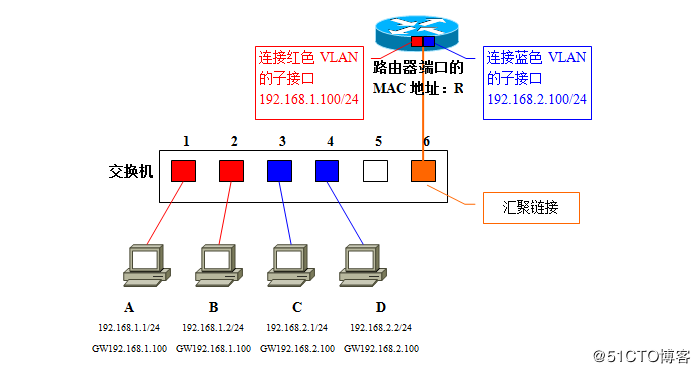 连接红色 VLAN
的子接口
192.168.1.100/24
路由器端口的
MAC 地址：R
连接蓝色 VLAN
的子接口
192.168.2.100/24
1 2 3 4 5 6
交换机
汇聚链接
A B C D
192.168.1.1/24 192.168.1.2/24 192.168.2.1/24 192.168.2.2/24
GW192.168.1.100 GW192.168.1.100 GW192.168.2.100 GW192.168.2.100
@51CTO博客